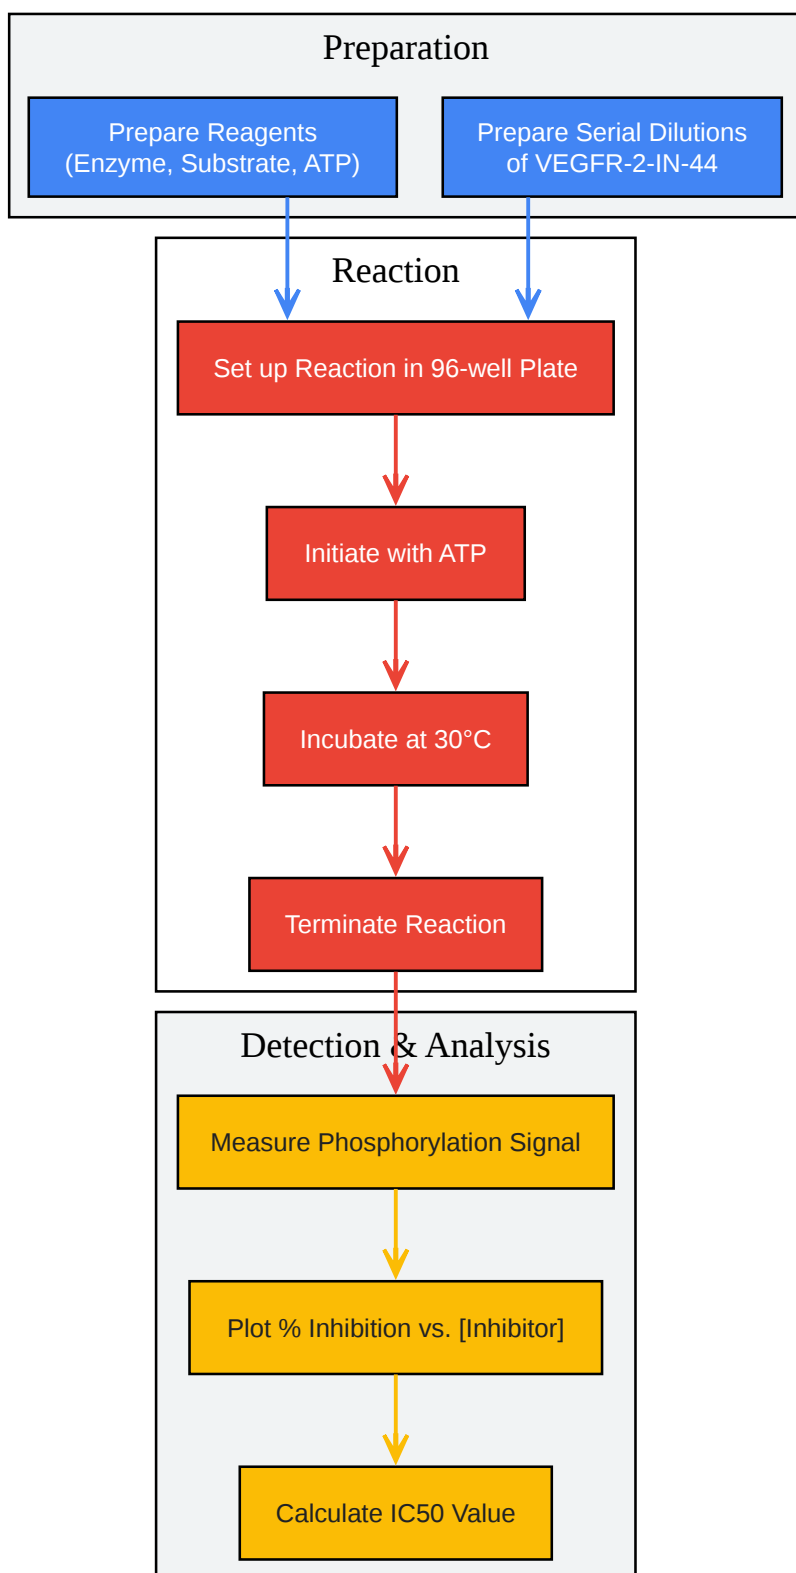 Preparation
Prepare Reagents
(Enzyme, Substrate, ATP)
Prepare Serial Dilutions
of VEGFR-2-IN-44
Reaction
Set up Reaction in 96-well Plate
Initiate with ATP
Incubate at 30°C
Terminate Reaction
Detection & Analysis
Measure Phosphorylation Signal
Plot % Inhibition vs. [Inhibitor]
Calculate IC50 Value